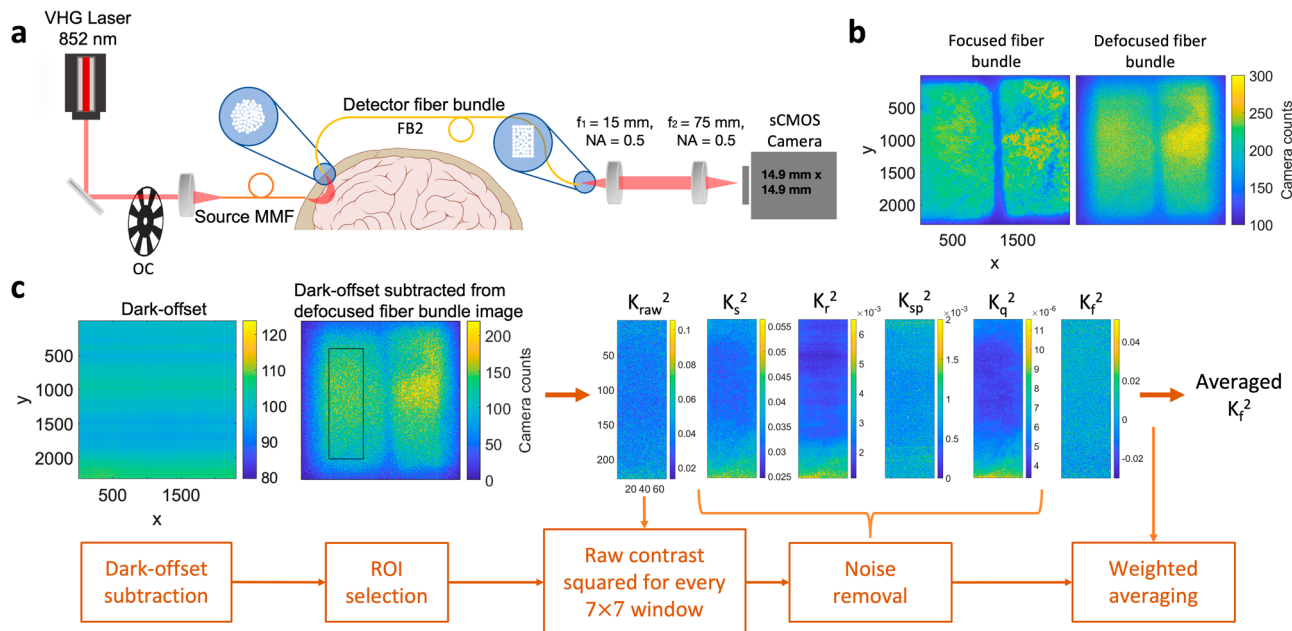 a
VHG Laser
852 nm
OC
Source MMF
Detector fiber bundle
FB2
f₁ = 15 mm,
NA = 0.5
f₂ = 75 mm,
NA = 0.5
sCMOS
Camera
14.9 mm x
14.9 mm
b
Focused fiber
bundle
Defocused fiber
bundle
y
500
1000
1500
2000
500 1500
x
300
250
200
150
100
Camera counts
c
Dark-offset
y
500
1000
1500
2000
500 1500
x
120
110
100
90
80
Dark-offset subtracted from
defocused fiber bundle image
200
150
100
50
0
Camera counts
K_raw²
50
100
150
200
20 40 60
0.1
0.08
0.06
0.04
0.02
K_s²
0.055
0.05
0.045
0.04
0.035
0.03
0.025
K_r²
×10⁻³
6
5
4
3
2
K_sp²
×10⁻³
2
1.5
1
0.5
0
K_q²
×10⁻⁶
11
10
9
8
7
6
5
4
K_f²
0.04
0.02
0
-0.02
Averaged
K_f²
Dark-offset
subtraction
ROI
selection
Raw contrast
squared for every
7×7 window
Noise
removal
Weighted
averaging